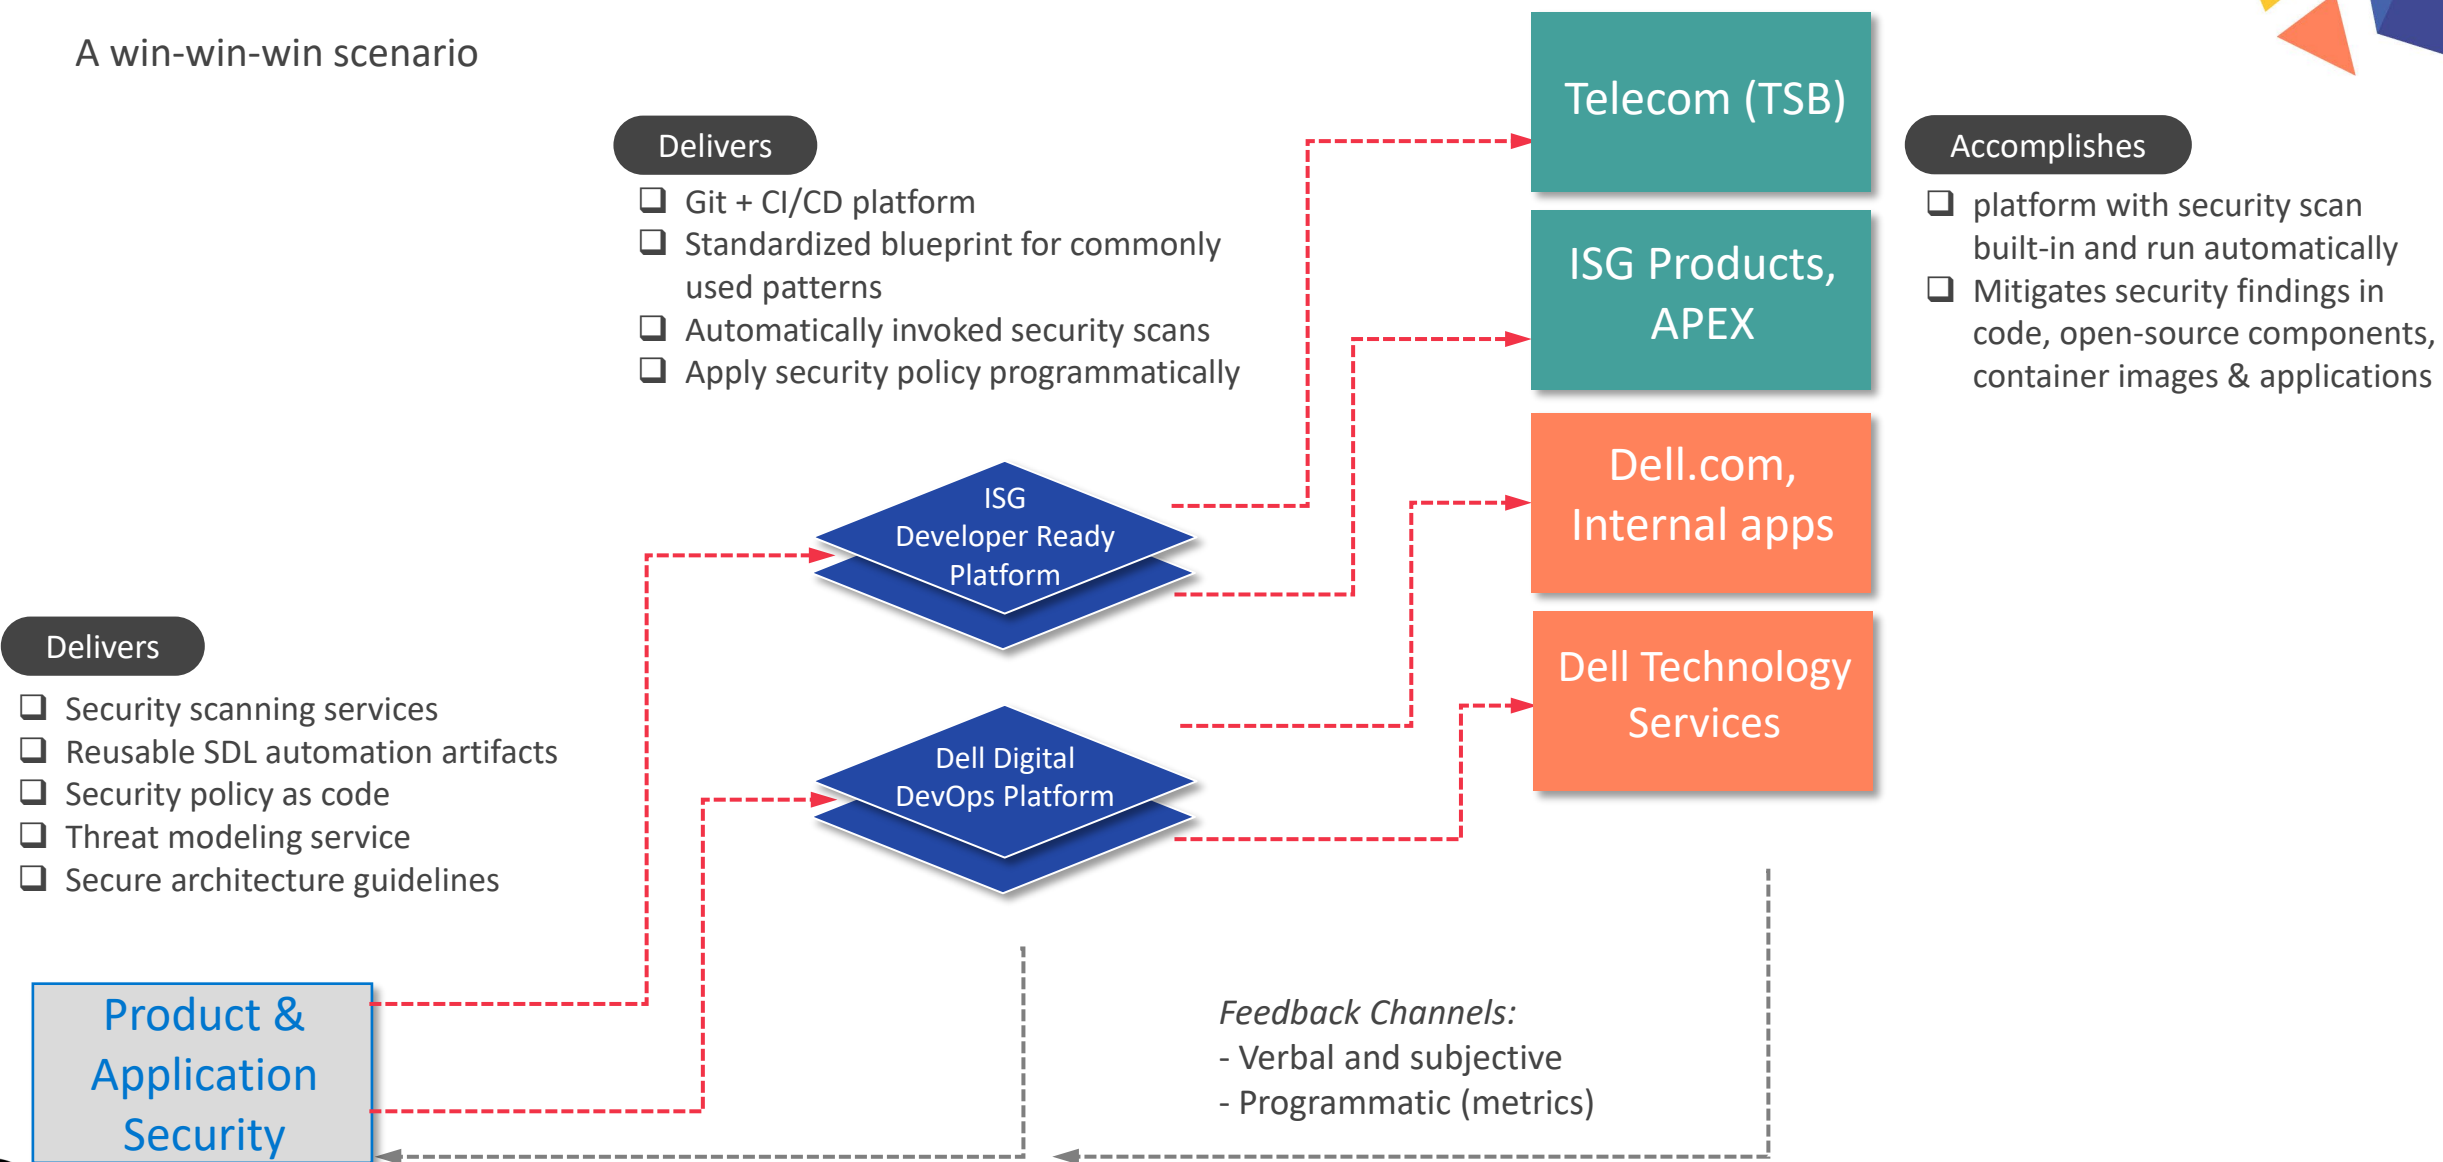 A win-win-win scenario
Delivers
❑ Git + CI/CD platform
❑ Standardized blueprint for commonly
used patterns
❑ Automatically invoked security scans
❑ Apply security policy programmatically
Telecom (TSB)
ISG Products,
APEX
Dell.com,
Internal apps
Dell Technology
Services
Accomplishes
❑ platform with security scan
built-in and run automatically
❑ Mitigates security findings in
code, open-source components,
container images & applications
ISG
Developer Ready
Platform
Dell Digital
DevOps Platform
Delivers
❑ Security scanning services
❑ Reusable SDL automation artifacts
❑ Security policy as code
❑ Threat modeling service
❑ Secure architecture guidelines
Product &
Application
Security
Feedback Channels:
- Verbal and subjective
- Programmatic (metrics)